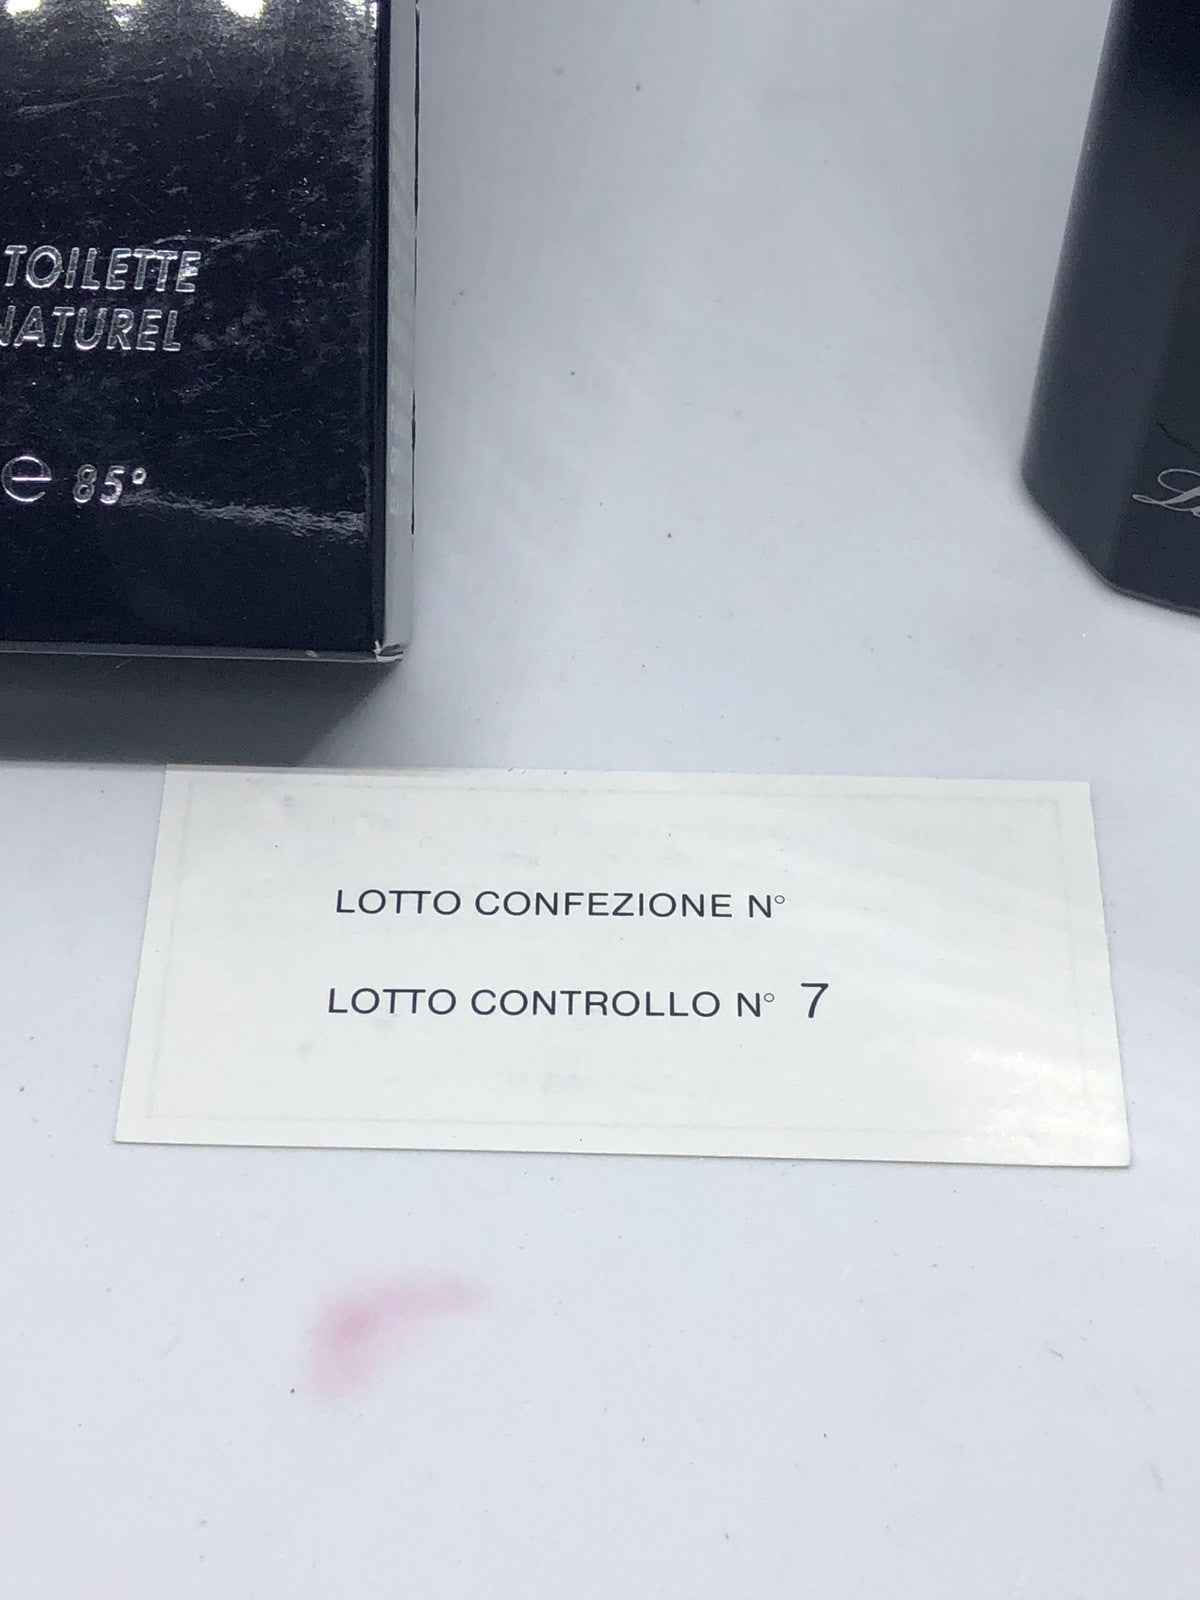 TOILETTE
NATUREL
e 85°
LOTTO CONFEZIONE N°
LOTTO CONTROLLO N° 7